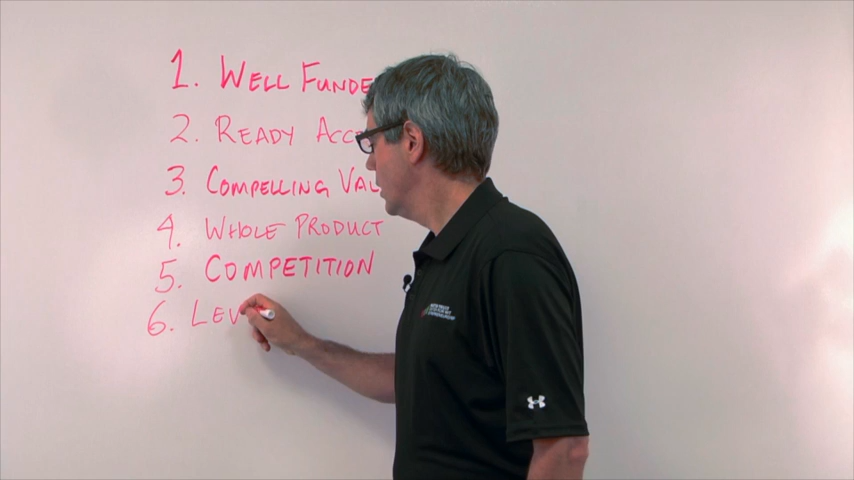 1. WELL FUNDE
2. READY ACC
3. COMPELLING VAL
4. WHOLE PRODUCT
5. COMPETITION
6. LEV